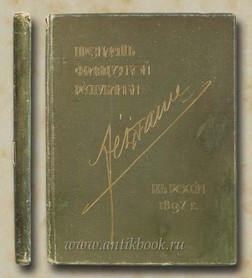 ПРЕЗИДЕНТЪ
ФРАНЦУЗСКОЙ
РЕСПУБЛИКИ
ВЪ РОССІИ
1897 г.
www.antikbook.ru